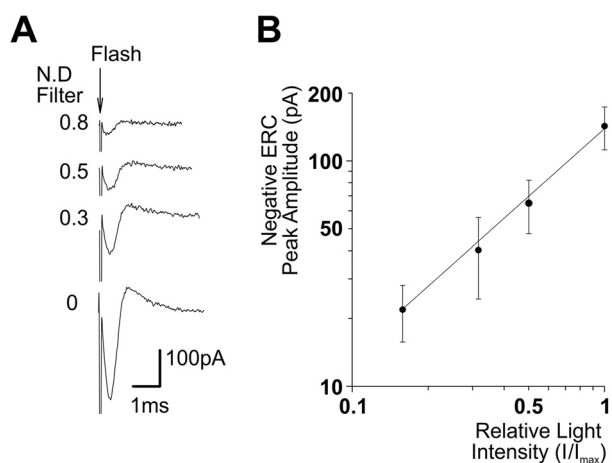 A
Flash
N.D
Filter
0.8
0.5
0.3
0
100pA
1ms
B
Negative ERC
Peak Amplitude (pA)
200
100
50
10
0.1
0.5
1
Relative Light
Intensity (I/Imax)